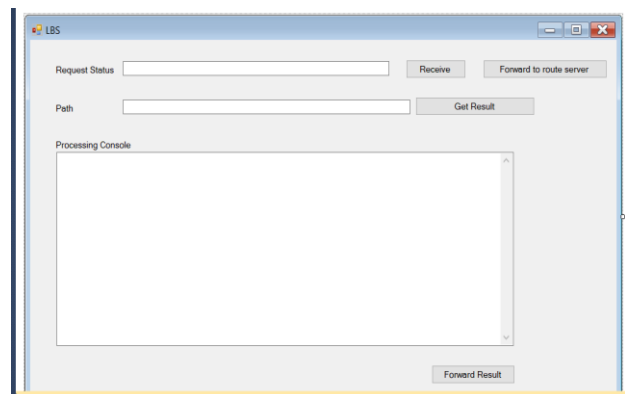 LBS
Request Status Receive Forward to route server
Path Get Result
Processing Console
Forward Result